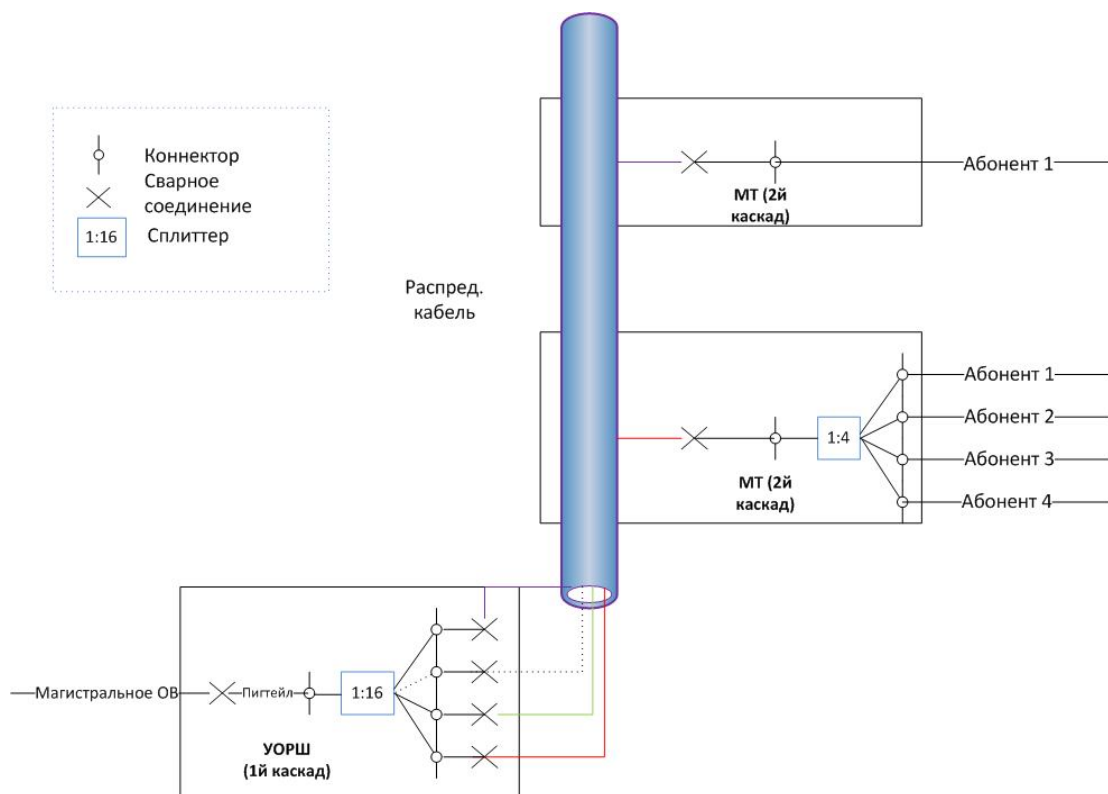 Коннектор
Сварное
соединение
1:16
Сплиттер
МТ (2й
каскад)
Абонент 1
Распред.
кабель
1:4
МТ (2й
каскад)
Абонент 1
Абонент 2
Абонент 3
Абонент 4
Магистральное ОВ
Пигтейл
1:16
УОРШ
(1й каскад)